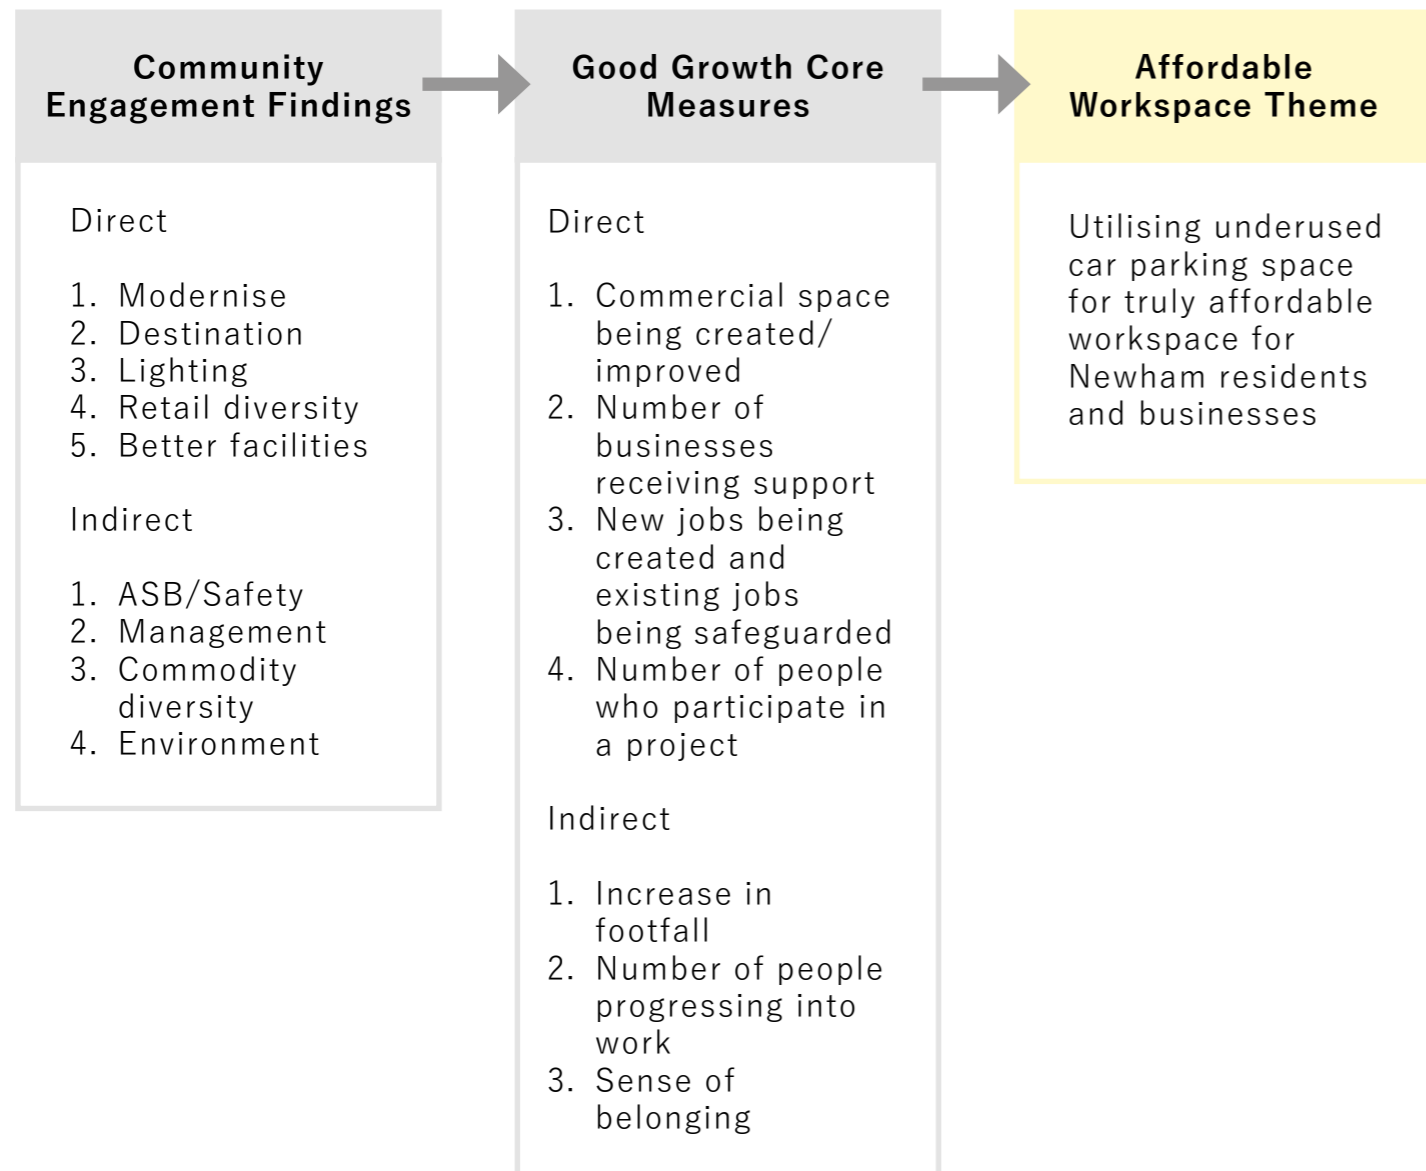 Community
Engagement Findings
Direct
1. Modernise
2. Destination
3. Lighting
4. Retail diversity
5. Better facilities
Indirect
1. ASB/Safety
2. Management
3. Commodity
diversity
4. Environment
Good Growth Core
Measures
Direct
1. Commercial space
being created/
improved
2. Number of
businesses
receiving support
3. New jobs being
created and
existing jobs
being safeguarded
4. Number of people
who participate in
a project
Indirect
1. Increase in
footfall
2. Number of people
progressing into
work
3. Sense of
belonging
Affordable
Workspace Theme
Utilising underused
car parking space
for truly affordable
workspace for
Newham residents
and businesses